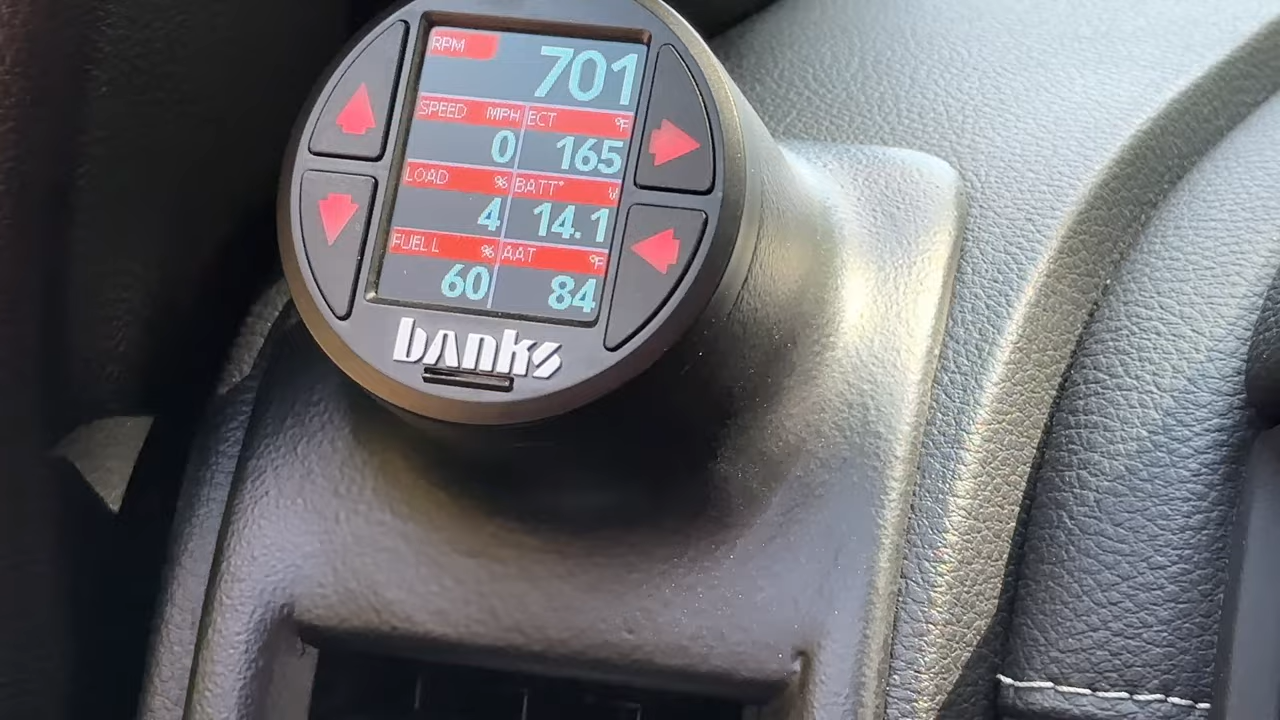 RPM
701
SPEED MPH ECT °F
0 165
LOAD % BATT* V
4 14.1
FUEL L % AAT °F
60 84
banks